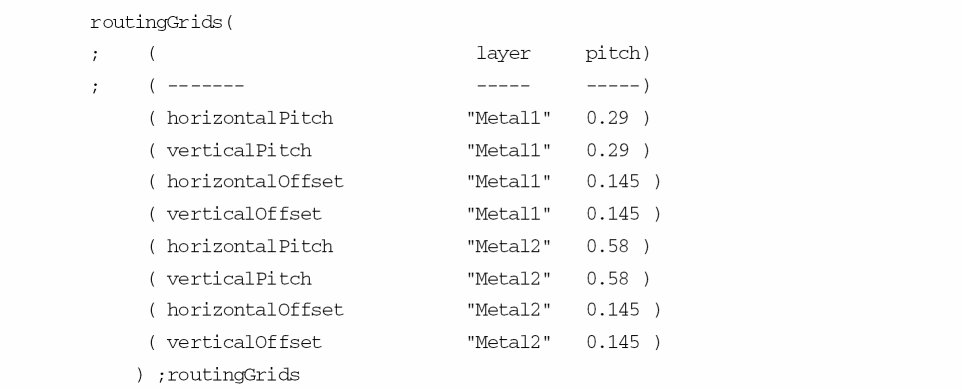 routingGrids(
; ( layer pitch)
; ( ------- ----- -----)
( horizontalPitch "Metal1" 0.29 )
( verticalPitch "Metal1" 0.29 )
( horizontalOffset "Metal1" 0.145 )
( verticalOffset "Metal1" 0.145 )
( horizontalPitch "Metal2" 0.58 )
( verticalPitch "Metal2" 0.58 )
( horizontalOffset "Metal2" 0.145 )
( verticalOffset "Metal2" 0.145 )
) ;routingGrids